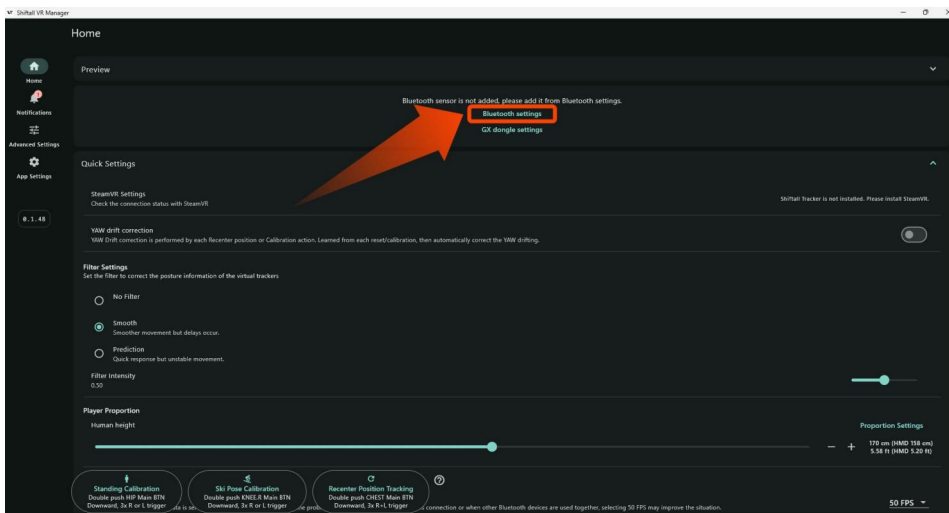 Shiftall VR Manager
Home
Home
1
Notifications
Advanced Settings
App Settings
0.1.48
Preview
Bluetooth sensor is not added, please add it from Bluetooth settings.
Bluetooth settings
GX dongle settings
Quick Settings
SteamVR Settings
Check the connection status with SteamVR
Shiftall Tracker is not installed. Please install SteamVR.
YAW drift correction
YAW Drift correction is performed by each Recenter position or Calibration action. Learned from each reset/calibration, then automatically correct the YAW drifting.
Filter Settings
Set the filter to correct the posture information of the virtual trackers
No Filter
Smooth
Smoother movement but delays occur.
Prediction
Quick response but unstable movement.
Filter Intensity
0.50
Player Proportion
Human height
Proportion Settings
170 cm (HMD 158 cm)
5.58 ft (HMD 5.20 ft)
Standing Calibration
Double push HIP Main BTN
Downward, 3x R or L trigger
Ski Pose Calibration
Double push KNEE.R Main BTN
Downward, 3x R or L trigger
Recenter Position Tracking
Double push CHEST Main BTN
Downward, 3x R+L trigger
connection or when other Bluetooth devices are used together, selecting 50 FPS may improve the situation.
50 FPS